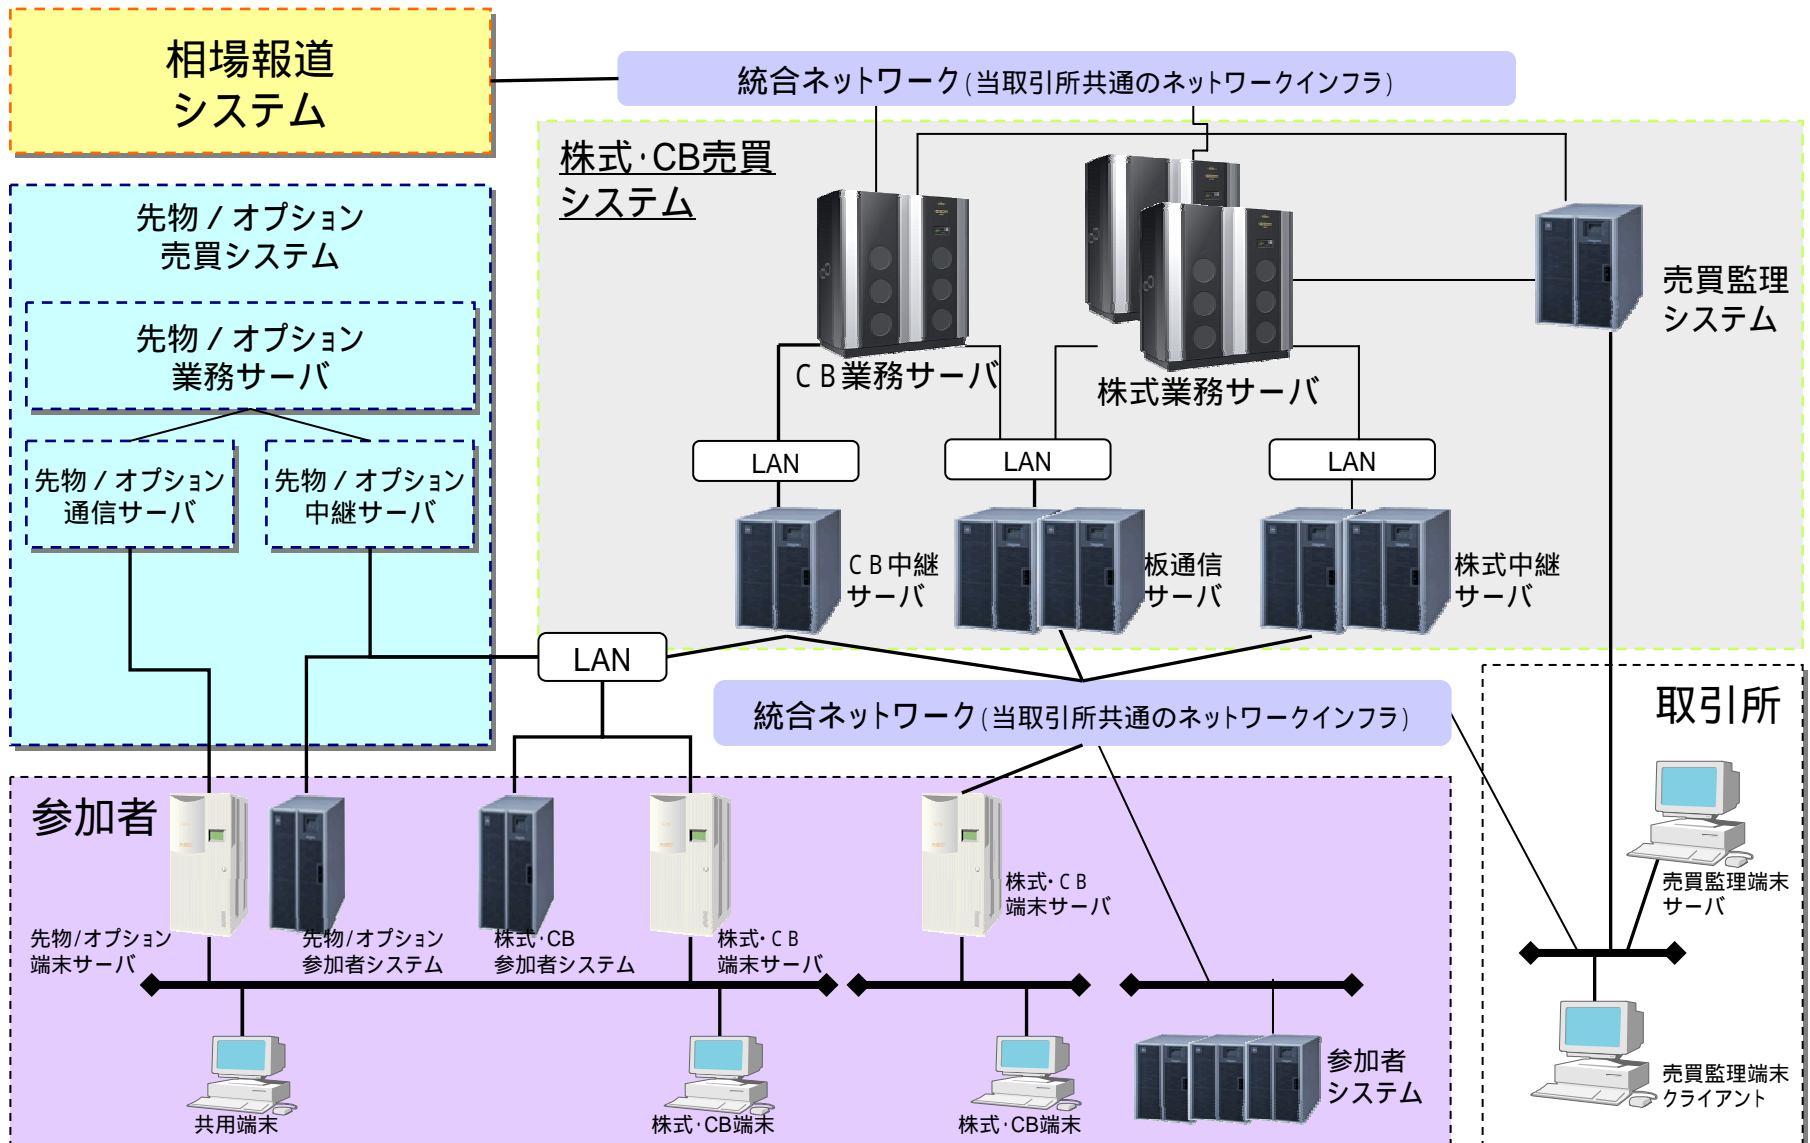 相場報道
システム
統合ネットワーク(当取引所共通のネットワークインフラ)
株式・CB売買
システム
先物/オプション
売買システム
先物/オプション
業務サーバ
先物/オプション
通信サーバ
先物/オプション
中継サーバ
CB業務サーバ
株式業務サーバ
売買監理
システム
LAN
LAN
LAN
CB中継
サーバ
板通信
サーバ
株式中継
サーバ
LAN
統合ネットワーク(当取引所共通のネットワークインフラ)
取引所
参加者
先物/オプション
端末サーバ
先物/オプション
参加者システム
株式・CB
参加者システム
株式・CB
端末サーバ
株式・CB
端末サーバ
売買監理端末
サーバ
共用端末
株式・CB端末
株式・CB端末
参加者
システム
売買監理端末
クライアント